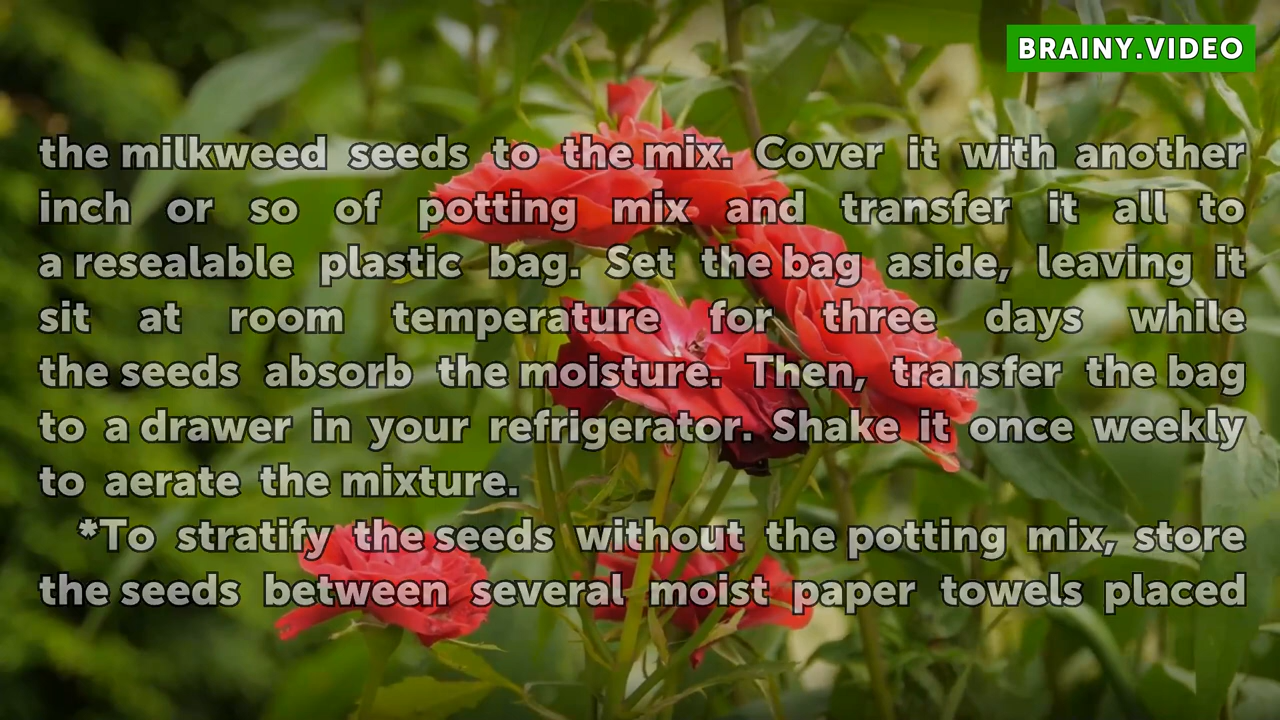 BRAINY.VIDEO
the milkweed seeds to the mix. Cover it with another
inch or so of potting mix and transfer it all to
a resealable plastic bag. Set the bag aside, leaving it
sit at room temperature for three days while
the seeds absorb the moisture. Then, transfer the bag
to a drawer in your refrigerator. Shake it once weekly
to aerate the mixture.
*To stratify the seeds without the potting mix, store
the seeds between several moist paper towels placed